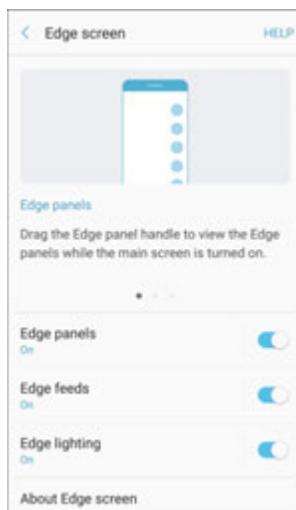 Edge screen HELP
Edge panels
Drag the Edge panel handle to view the Edge
panels while the main screen is turned on.
Edge panels
On
Edge feeds
On
Edge lighting
On
About Edge screen